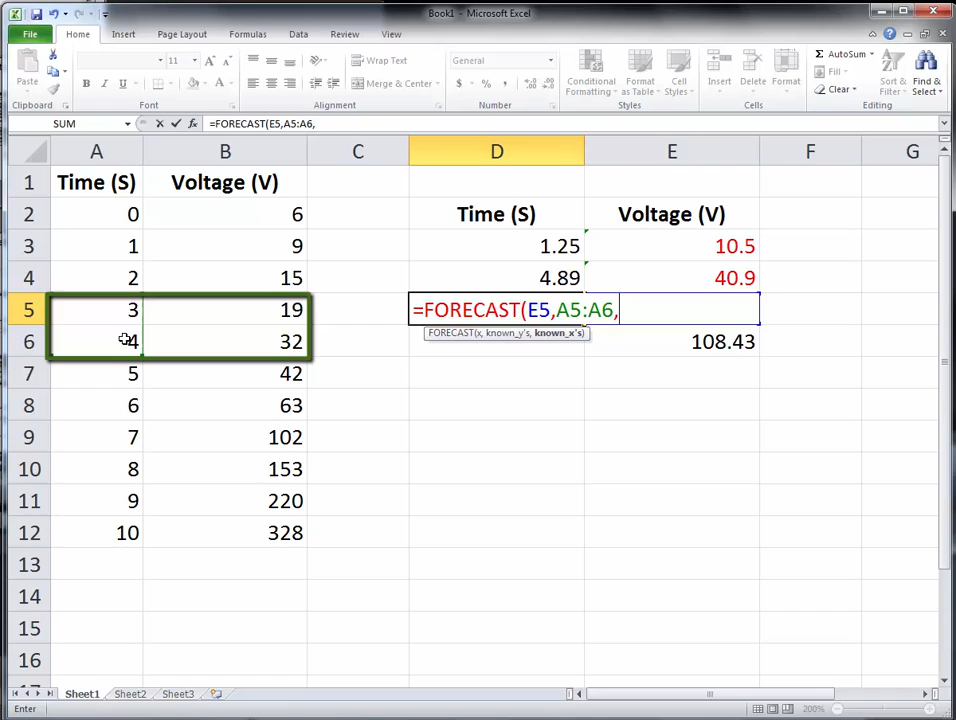 Book1 - Microsoft Excel
File Home Insert Page Layout Formulas Data Review View
Paste
B I U
11 A A
Wrap Text
Merge & Center
General
$ % ,
Conditional Formatting
Format Table
Cell Styles
Insert Delete Format
Σ AutoSum
Fill
Clear
Sort & Filter
Find & Select
Clipboard Font Alignment Number Styles Cells Editing
SUM fx =FORECAST(E5,A5:A6,
A B C D E F G
1 Time (S) Voltage (V)
2 0 6 Time (S) Voltage (V)
3 1 9 1.25 10.5
4 2 15 4.89 40.9
5 3 19 =FORECAST(E5,A5:A6,
FORECAST(x, known_y's, known_x's)
6 4 32 108.43
7 5 42
8 6 63
9 7 102
10 8 153
11 9 220
12 10 328
13
14
15
16
Sheet1 Sheet2 Sheet3
Enter 200%